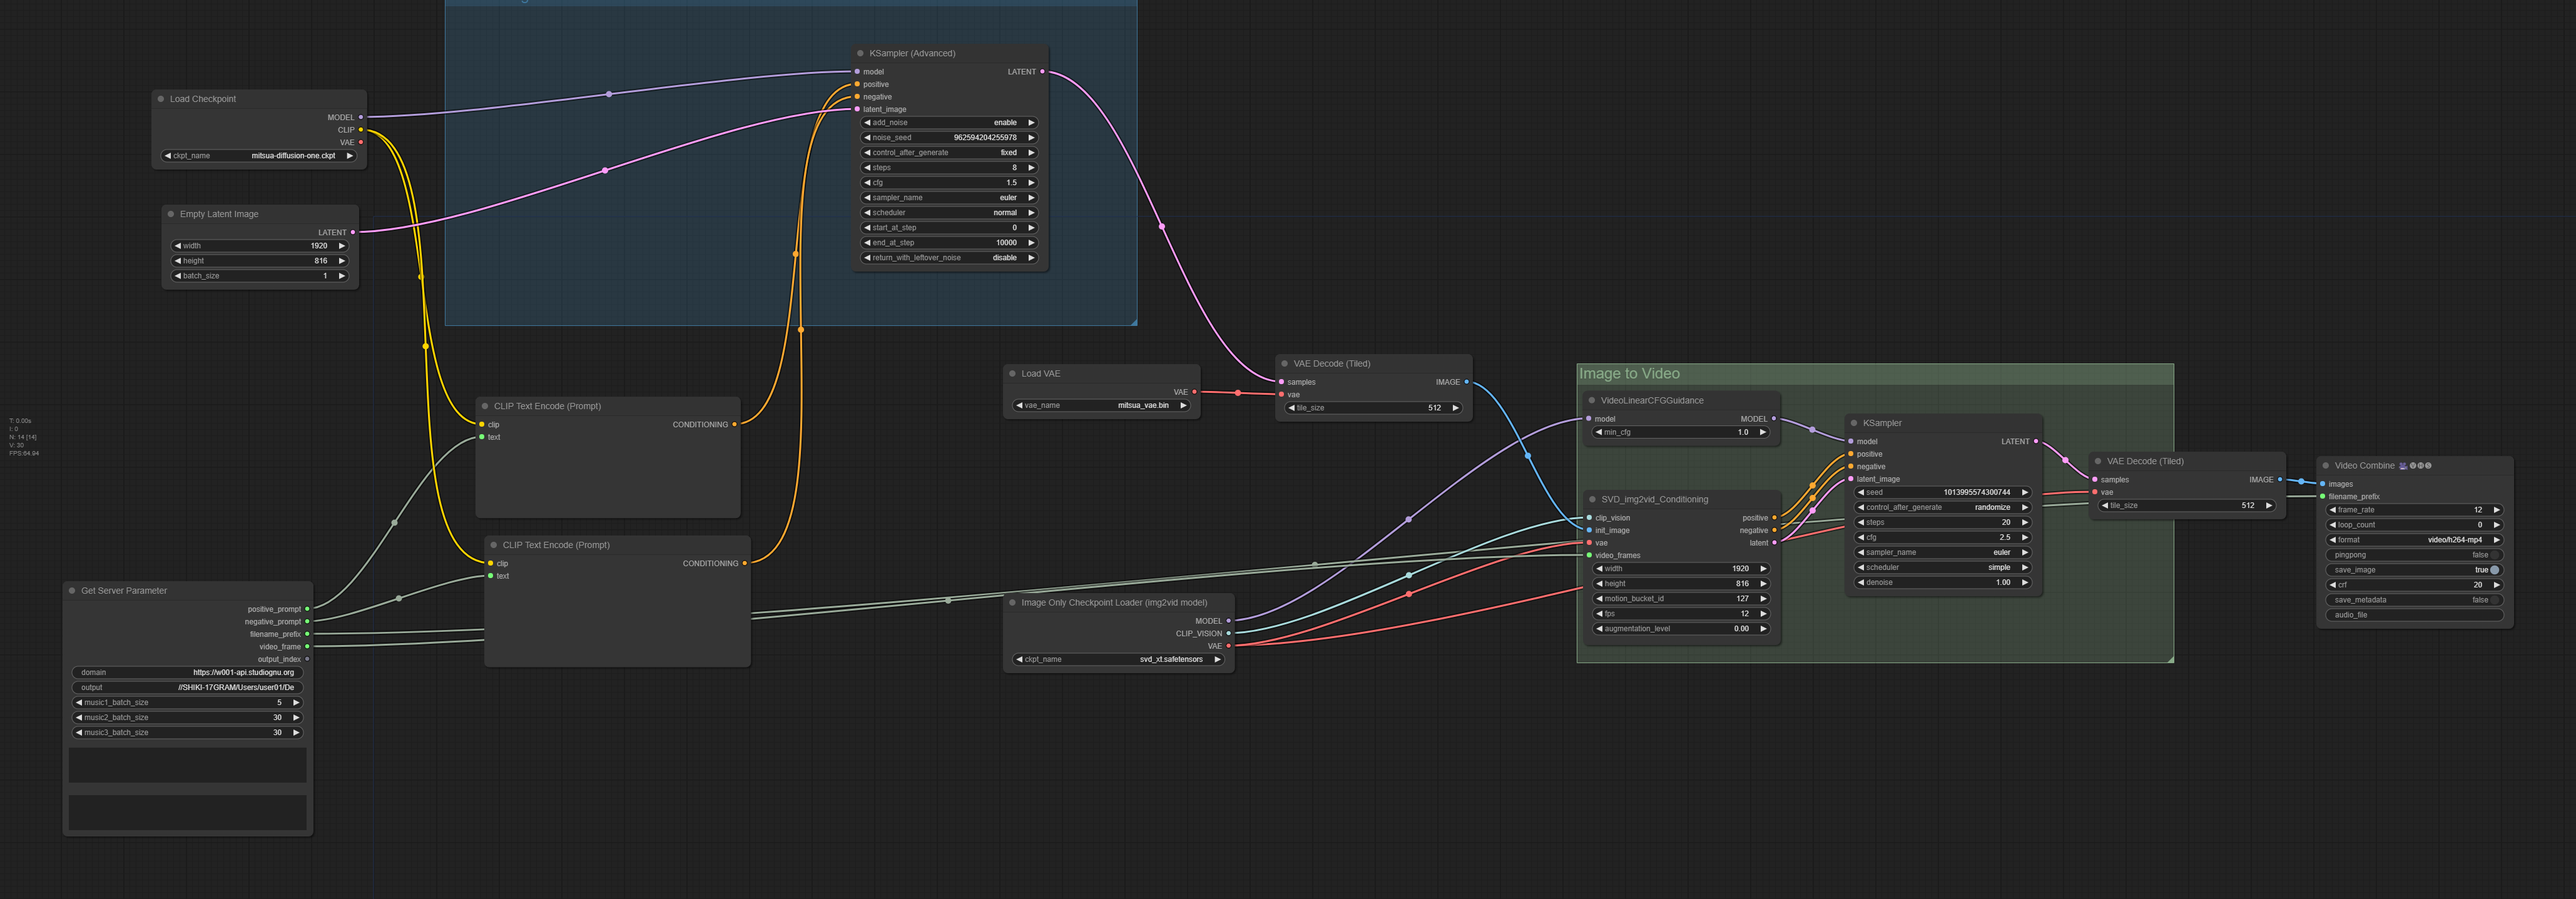 Load Checkpoint
MODEL
CLIP
VAE
ckpt_name mitsua-diffusion-one.ckpt
Empty Latent Image
LATENT
width 1920
height 816
batch_size 1
KSampler (Advanced)
model LATENT
positive
negative
latent_image
add_noise enable
noise_seed 962594204255978
control_after_generate fixed
steps 8
cfg 1.5
sampler_name euler
scheduler normal
start_at_step 0
end_at_step 10000
return_with_leftover_noise disable
T: 0.00s
I: 0
N: 14 [14]
V: 30
FPS:64.94
CLIP Text Encode (Prompt)
clip CONDITIONING
text
CLIP Text Encode (Prompt)
clip CONDITIONING
text
Get Server Parameter
positive_prompt
negative_prompt
filename_prefix
video_frame
output_index
domain https://w001-api.studiognu.org
output //SHIKI-17GRAM/Users/user01/De
music1_batch_size 5
music2_batch_size 30
music3_batch_size 30
Load VAE
VAE
vae_name mitsua_vae.bin
VAE Decode (Tiled)
samples IMAGE
vae
tile_size 512
Image Only Checkpoint Loader (img2vid model)
MODEL
CLIP_VISION
VAE
ckpt_name svd_xt.safetensors
Image to Video
VideoLinearCFGGuidance
model MODEL
min_cfg 1.0
SVD_img2vid_Conditioning
clip_vision positive
init_image negative
vae latent
video_frames
width 1920
height 816
motion_bucket_id 127
fps 12
augmentation_level 0.00
KSampler
model LATENT
positive
negative
latent_image
seed 1013995574300744
control_after_generate randomize
steps 20
cfg 2.5
sampler_name euler
scheduler simple
denoise 1.00
VAE Decode (Tiled)
samples IMAGE
vae
tile_size 512
Video Combine
images
filename_prefix
frame_rate 12
loop_count 0
format video/h264-mp4
pingpong false
save_image true
crf 20
save_metadata false
audio_file